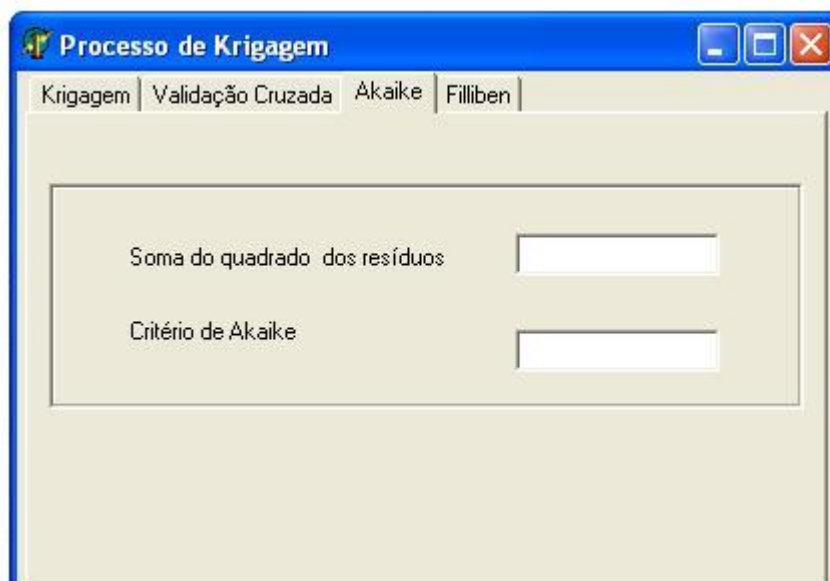 Processo de Krigagem
Krigagem Validação Cruzada Akaike Filliben
Soma do quadrado dos resíduos
Critério de Akaike